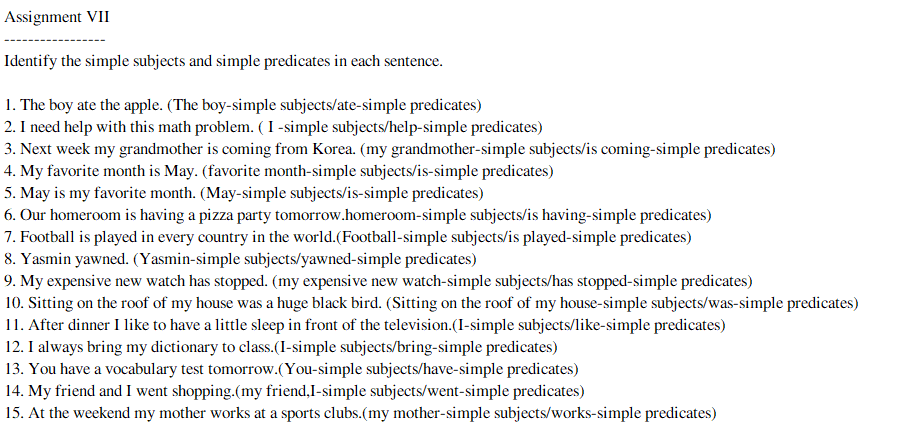 Assignment VII
-----------------
Identify the simple subjects and simple predicates in each sentence.
1. The boy ate the apple. (The boy-simple subjects/ate-simple predicates)
2. I need help with this math problem. ( I -simple subjects/help-simple predicates)
3. Next week my grandmother is coming from Korea. (my grandmother-simple subjects/is coming-simple predicates)
4. My favorite month is May. (favorite month-simple subjects/is-simple predicates)
5. May is my favorite month. (May-simple subjects/is-simple predicates)
6. Our homeroom is having a pizza party tomorrow.homeroom-simple subjects/is having-simple predicates)
7. Football is played in every country in the world.(Football-simple subjects/is played-simple predicates)
8. Yasmin yawned. (Yasmin-simple subjects/yawned-simple predicates)
9. My expensive new watch has stopped. (my expensive new watch-simple subjects/has stopped-simple predicates)
10. Sitting on the roof of my house was a huge black bird. (Sitting on the roof of my house-simple subjects/was-simple predicates)
11. After dinner I like to have a little sleep in front of the television.(I-simple subjects/like-simple predicates)
12. I always bring my dictionary to class.(I-simple subjects/bring-simple predicates)
13. You have a vocabulary test tomorrow.(You-simple subjects/have-simple predicates)
14. My friend and I went shopping.(my friend,I-simple subjects/went-simple predicates)
15. At the weekend my mother works at a sports clubs.(my mother-simple subjects/works-simple predicates)